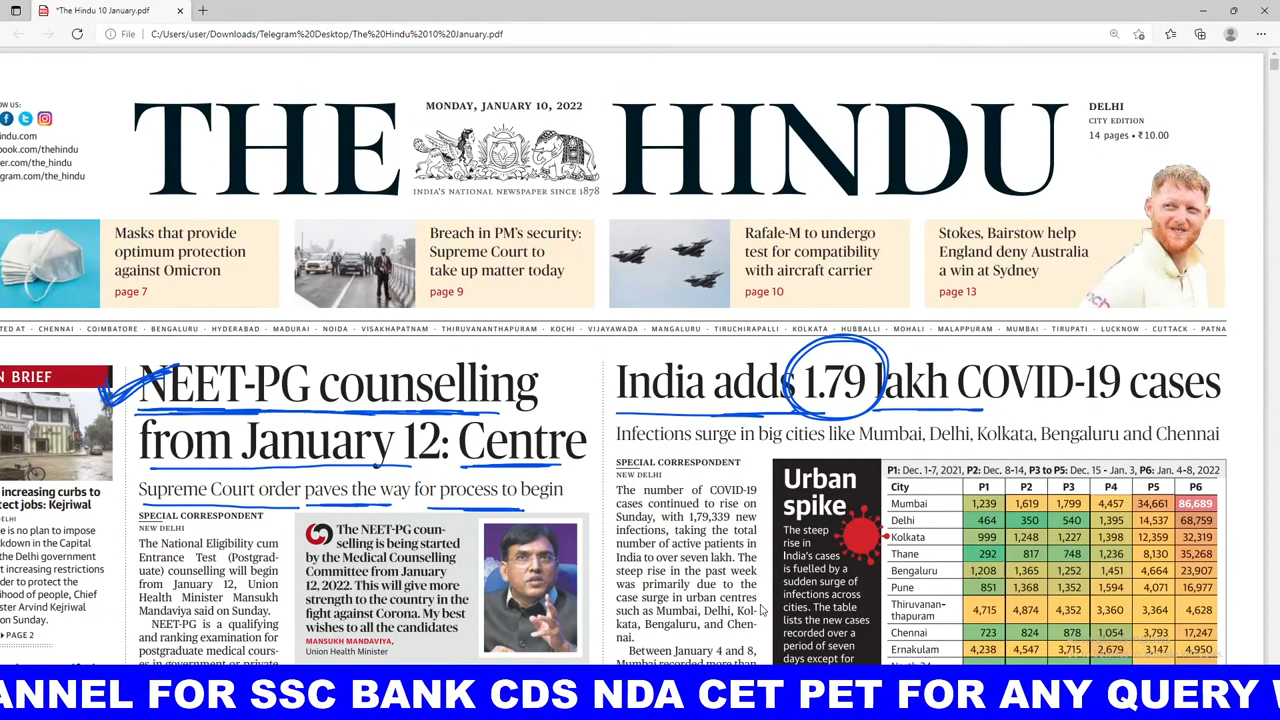 *The Hindu 10 January.pdf
File
C:/Users/user/Downloads/Telegram%20Desktop/The%20Hindu%2010%20January.pdf
THE HINDU
MONDAY, JANUARY 10, 2022
INDIA'S NATIONAL NEWSPAPER SINCE 1878
DELHI
CITY EDITION
14 pages • ₹10.00
Masks that provide
optimum protection
against Omicron
page 7
Breach in PM's security:
Supreme Court to
take up matter today
page 9
Rafale-M to undergo
test for compatibility
with aircraft carrier
page 10
Stokes, Bairstow help
England deny Australia
a win at Sydney
page 13
CHENNAI · COIMBATORE · BENGALURU · HYDERABAD · MADURAI · NOIDA · VISAKHAPATNAM · THIRUVANANTHAPURAM · KOCHI · VIJAYAWADA · MANGALURU · TIRUCHIRAPALLI · KOLKATA · HUBBALLI · MOHALI · MALAPPURAM · MUMBAI · TIRUPATI · LUCKNOW · CUTTACK · PATNA
BRIEF
increasing curbs to
jobs: Kejriwal
DELHI
is no plan to impose
in the Capital
the Delhi government
increasing restrictions
order to protect the
of people, Chief
Arvind Kejriwal
on Sunday.
PAGE 2
NEET-PG counselling
from January 12: Centre
Supreme Court order paves the way for process to begin
SPECIAL CORRESPONDENT
NEW DELHI
The National Eligibility cum
Entrance Test (Postgrad-
uate) counselling will begin
from January 12, Union
Health Minister Mansukh
Mandaviya said on Sunday.
NEET-PG is a qualifying
and ranking examination for
postgraduate medical cours-
es in government or private
The NEET-PG coun-
selling is being started
by the Medical Counselling
Committee from January
12, 2022. This will give more
strength to the country in the
fight against Corona. My best
wishes to all the candidates
MANSUKH MANDAVIYA,
Union Health Minister
India adds 1.79 lakh COVID-19 cases
Infections surge in big cities like Mumbai, Delhi, Kolkata, Bengaluru and Chennai
SPECIAL CORRESPONDENT
NEW DELHI
The number of COVID-19
cases continued to rise on
Sunday, with 1,79,339 new
infections, taking the total
number of active patients in
India to over seven lakh. The
steep rise in the past week
was primarily due to the
case surge in urban centres
such as Mumbai, Delhi, Kol-
kata, Bengaluru, and Chen-
nai.
Between January 4 and 8,
Mumbai recorded more than
Urban
spike
The steep
rise in
India's cases
is fuelled by a
sudden surge of
infections across
cities. The table
lists the new cases
recorded over a
period of seven
days except for
P1: Dec. 1-7, 2021, P2: Dec. 8-14, P3 to P5: Dec. 15 - Jan. 3, P6: Jan. 4-8, 2022
City P1 P2 P3 P4 P5 P6
Mumbai 1,239 1,619 1,799 4,457 34,661 86,689
Delhi 464 350 540 1,395 14,537 68,759
Kolkata 999 1,248 1,227 1,398 12,359 32,319
Thane 292 817 748 1,236 8,130 35,268
Bengaluru 1,208 1,365 1,252 1,451 4,664 23,907
Pune 851 1,368 1,352 1,594 4,071 16,977
Thiruvanan-
thapuram 4,715 4,874 4,352 3,360 3,364 4,628
Chennai 723 824 878 1,054 3,793 17,247
Ernakulam 4,238 4,547 3,715 2,679 3,147 4,950
CHANNEL FOR SSC BANK CDS NDA CET PET FOR ANY QUERY